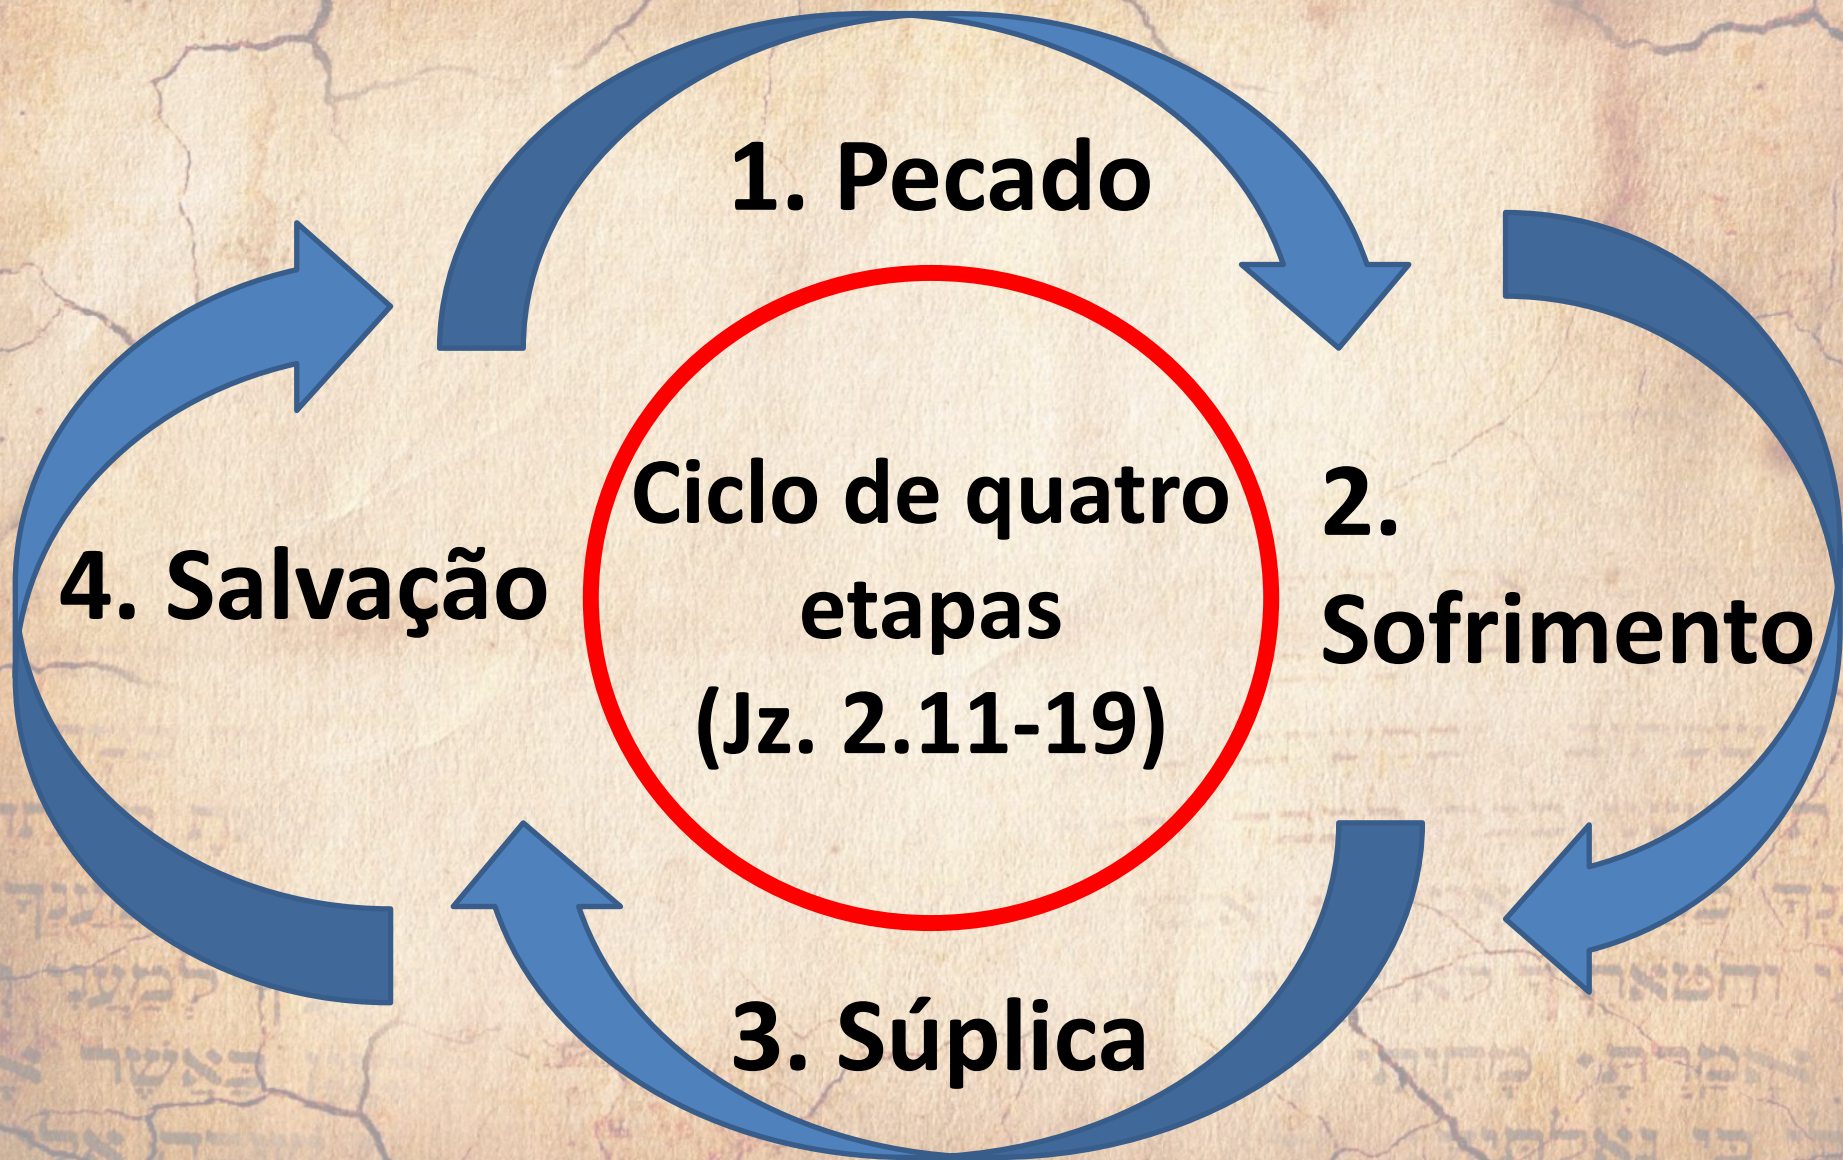 1. Pecado
Ciclo de quatro
etapas
(Jz. 2.11-19)
2.
Sofrimento
3. Súplica
4. Salvação